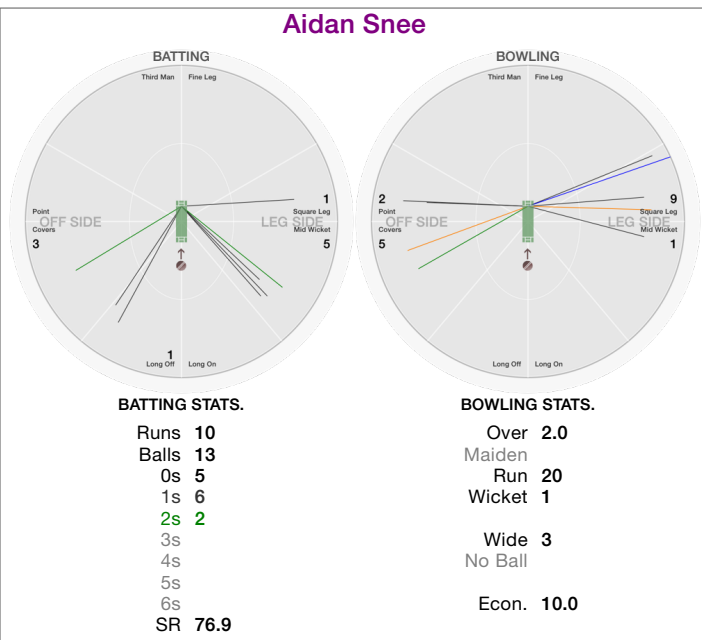 Aidan Snee
BATTING
Third Man Fine Leg
1
Point
OFF SIDE
LEG SIDE
Square Leg
Covers
Mid Wicket
3
5
1
Long Off Long On
BOWLING
Third Man Fine Leg
2
9
Point
OFF SIDE
LEG SIDE
Square Leg
Covers
Mid Wicket
5
1
Long Off Long On
BATTING STATS.
Runs 10
Balls 13
0s 5
1s 6
2s 2
3s
4s
5s
6s
SR 76.9
BOWLING STATS.
Over 2.0
Maiden
Run 20
Wicket 1
Wide 3
No Ball
Econ. 10.0